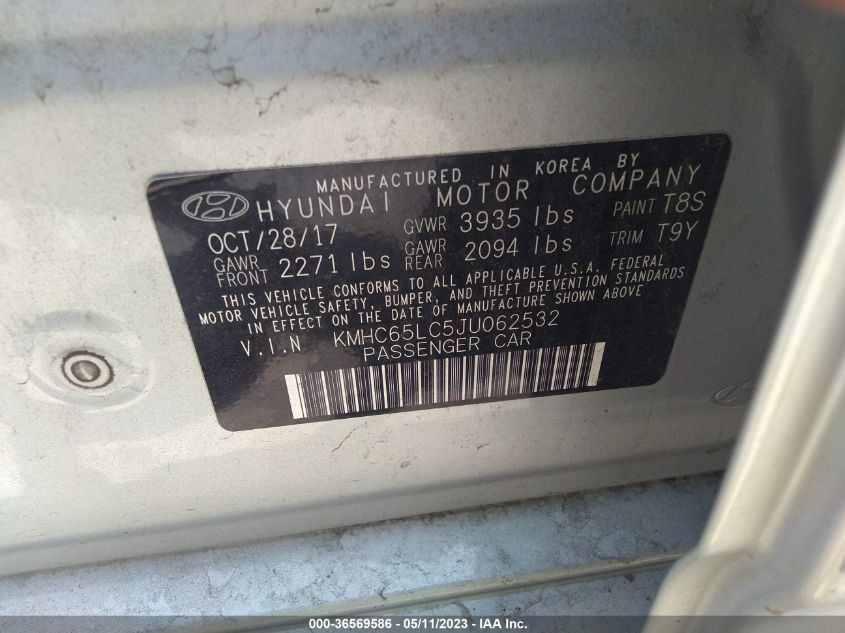 MANUFACTURED IN KOREA BY
HYUNDAI MOTOR COMPANY
OCT/28/17 GVWR 3935 lbs PAINT T8S
GAWR FRONT 2271 lbs GAWR REAR 2094 lbs TRIM T9Y
THIS VEHICLE CONFORMS TO ALL APPLICABLE U.S.A. FEDERAL
MOTOR VEHICLE SAFETY, BUMPER, AND THEFT PREVENTION STANDARDS
IN EFFECT ON THE DATE OF MANUFACTURE SHOWN ABOVE
V.I.N KMHC65LC5JU062532
PASSENGER CAR
000-36569586 - 05/11/2023 - IAA Inc.